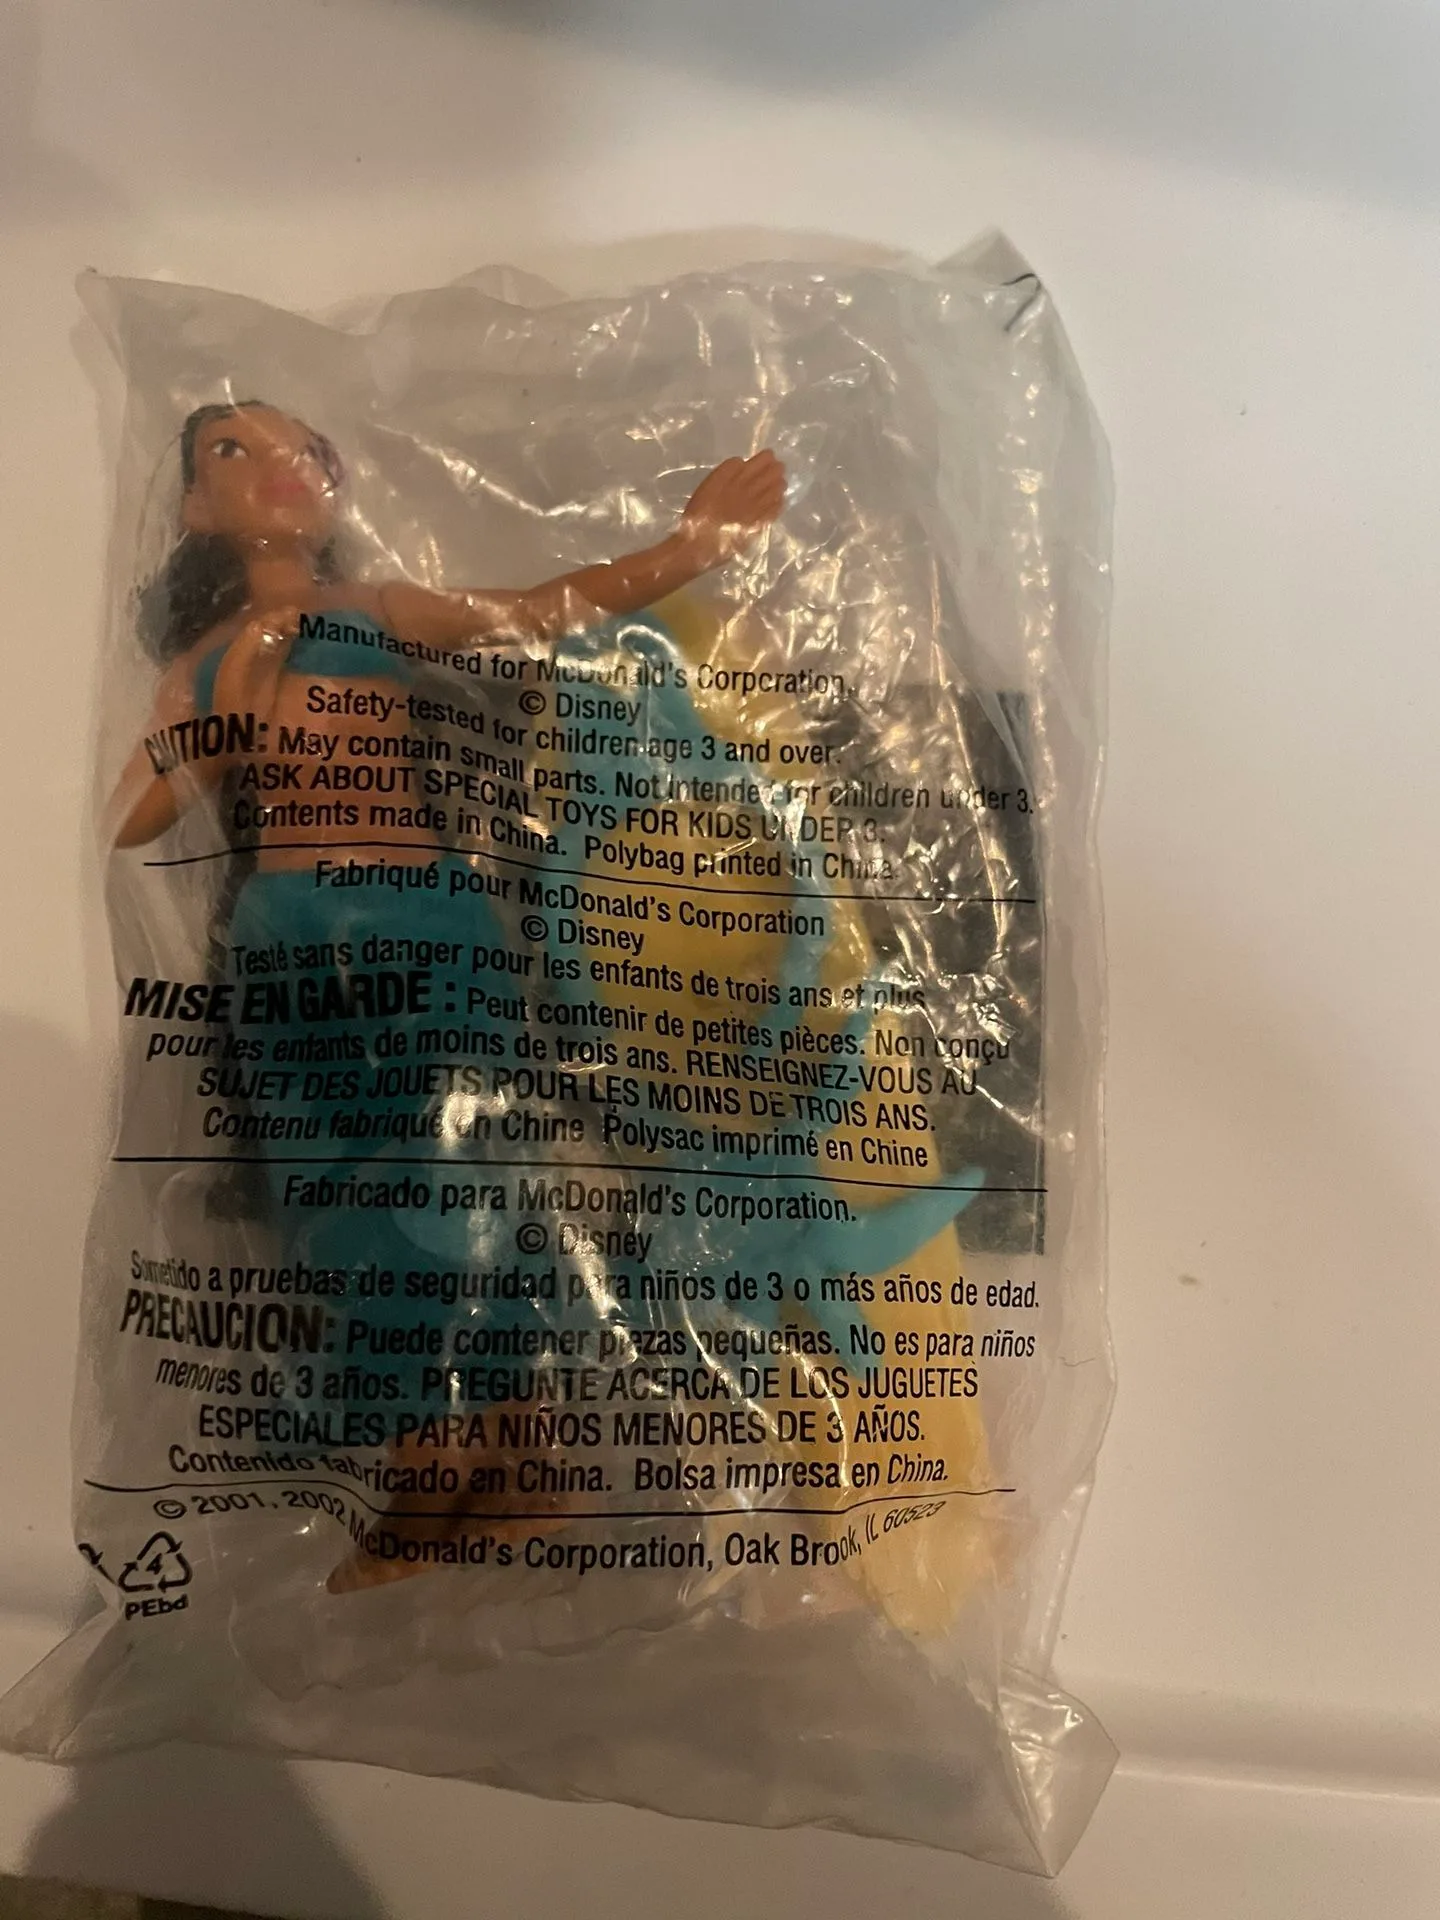 Manufactured for McDonald's Corporation.
© Disney
Safety-tested for children age 3 and over.
CAUTION: May contain small parts. Not intended for children under 3.
ASK ABOUT SPECIAL TOYS FOR KIDS UNDER 3.
Contents made in China. Polybag printed in China.
Fabriqué pour McDonald's Corporation
© Disney
Testé sans danger pour les enfants de trois ans et plus
MISE EN GARDE : Peut contenir de petites pièces. Non conçu
pour les enfants de moins de trois ans. RENSEIGNEZ-VOUS AU
SUJET DES JOUETS POUR LES MOINS DE TROIS ANS.
Contenu fabriqué en Chine Polysac imprimé en Chine
Fabricado para McDonald's Corporation.
© Disney
Sometido a pruebas de seguridad para niños de 3 o más años de edad.
PRECAUCION: Puede contener piezas pequeñas. No es para niños
menores de 3 años. PREGUNTE ACERCA DE LOS JUGUETES
ESPECIALES PARA NIÑOS MENORES DE 3 AÑOS.
Contenido fabricado en China. Bolsa impresa en China.
© 2001, 2002 McDonald's Corporation, Oak Brook, IL 60523
4
PEbd